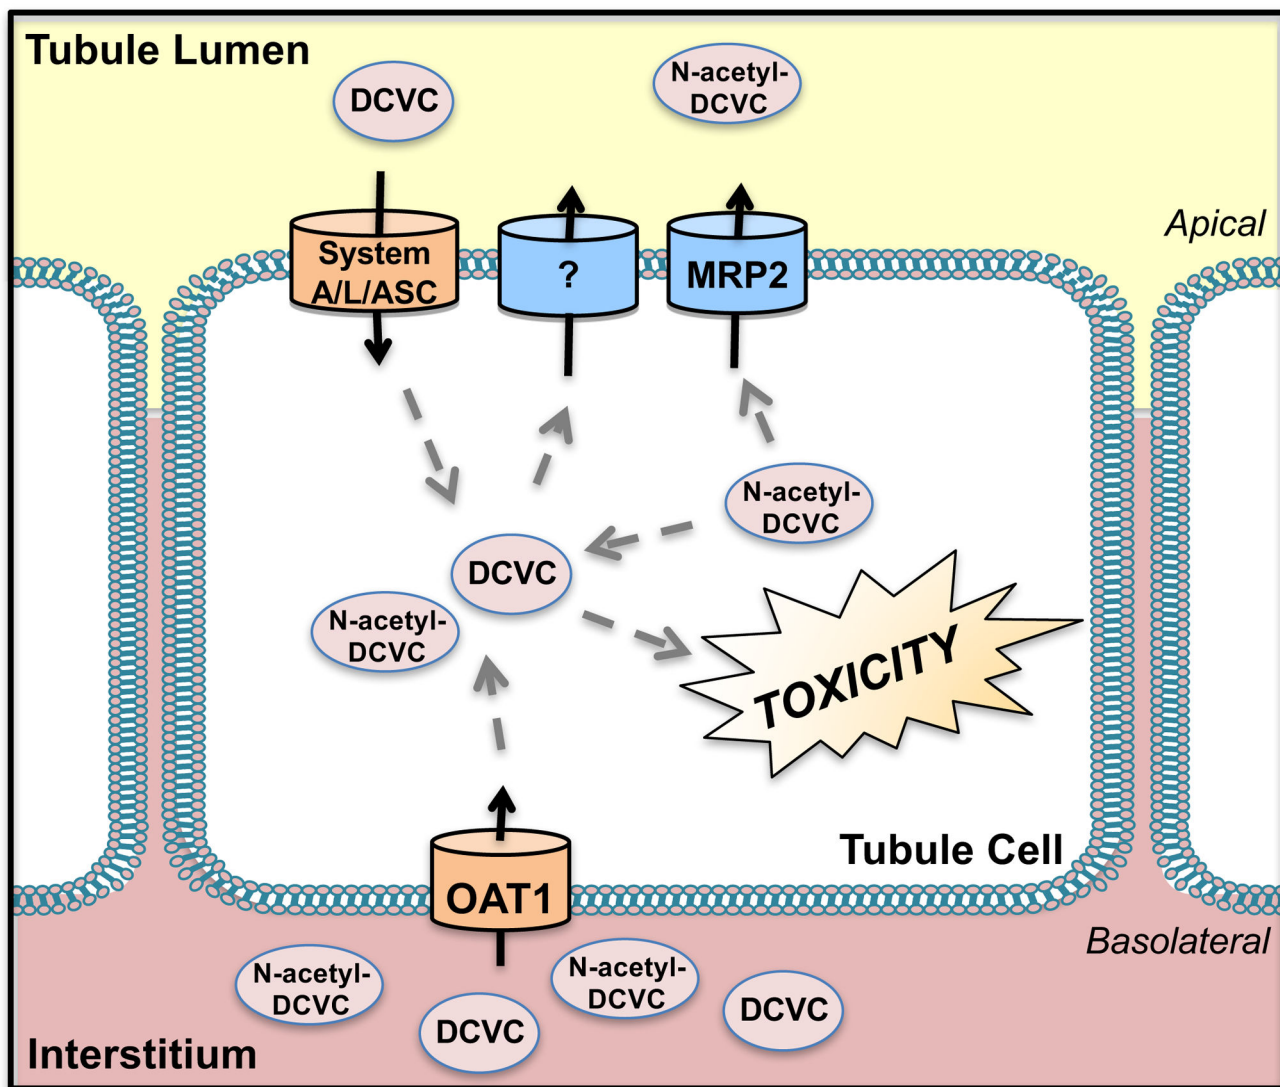 Tubule Lumen
DCVC
N-acetyl-
DCVC
Apical
System
A/L/ASC
?
MRP2
N-acetyl-
DCVC
DCVC
N-acetyl-
DCVC
TOXICITY
Tubule Cell
OAT1
Basolateral
N-acetyl-
DCVC
DCVC
N-acetyl-
DCVC
DCVC
Interstitium